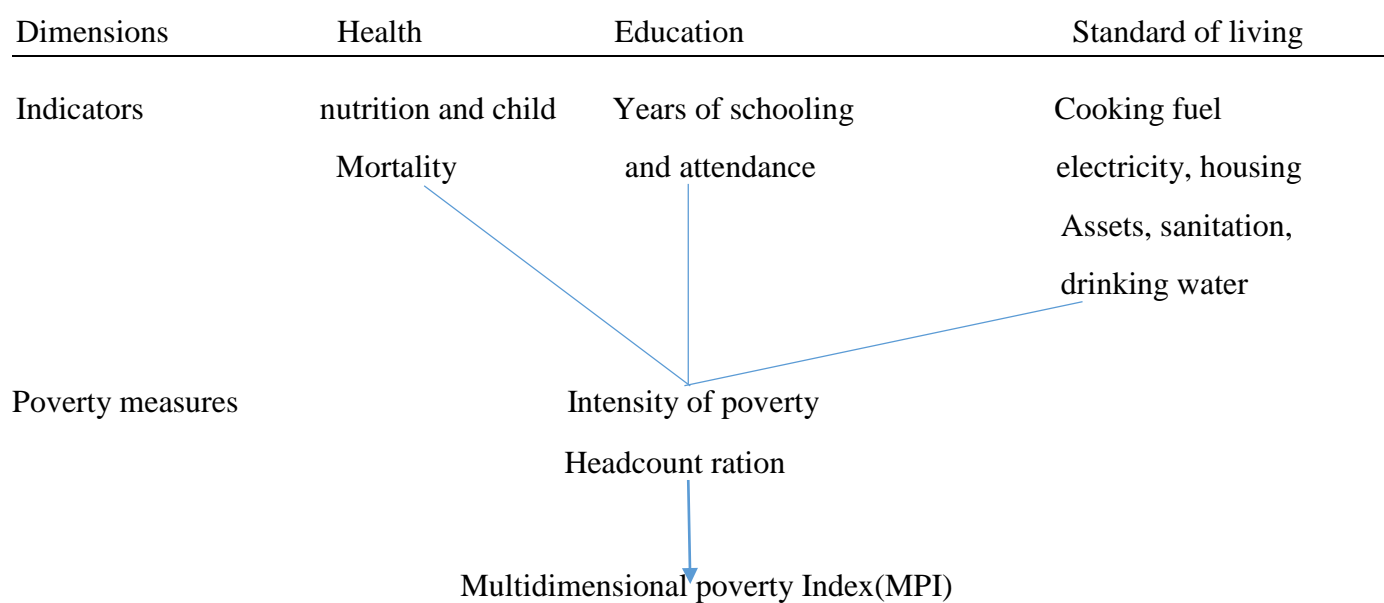 Dimensions Health Education Standard of living
Indicators nutrition and child Years of schooling Cooking fuel
Mortality and attendance electricity, housing
Assets, sanitation,
drinking water
Poverty measures Intensity of poverty
Headcount ration
Multidimensional poverty Index(MPI)